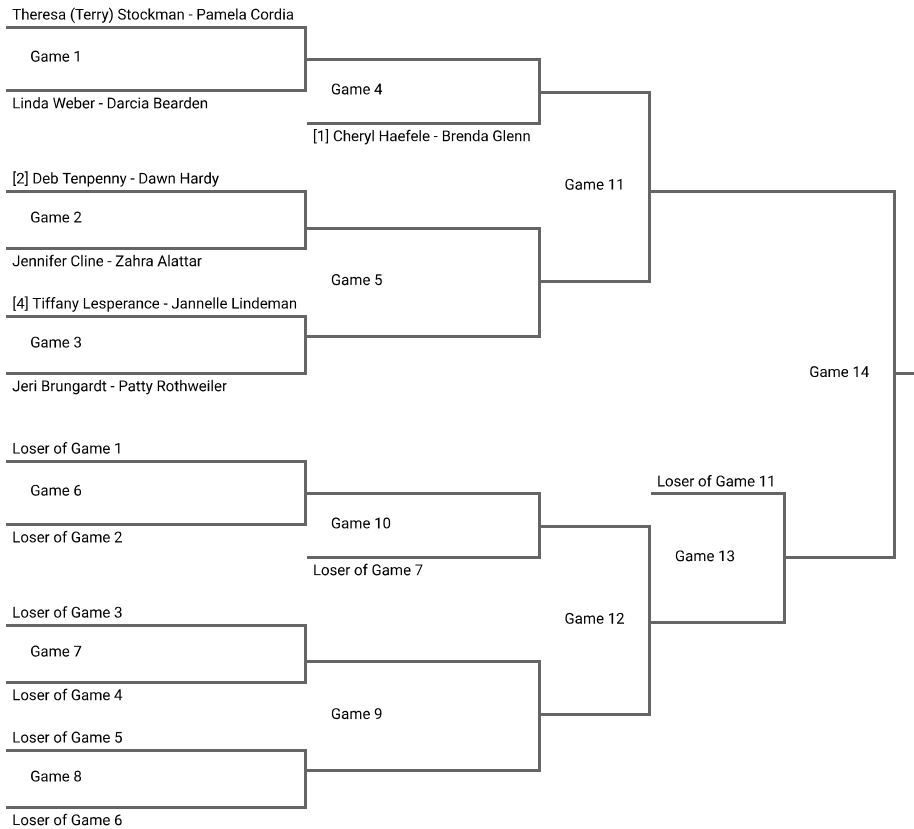 Theresa (Terry) Stockman - Pamela Cordia
Game 1
Linda Weber - Darcia Bearden
Game 4
[1] Cheryl Haefele - Brenda Glenn
[2] Deb Tenpenny - Dawn Hardy
Game 2
Jennifer Cline - Zahra Alattar
Game 11
Game 5
[4] Tiffany Lesperance - Jannelle Lindeman
Game 3
Jeri Brungardt - Patty Rothweiler
Game 14
Loser of Game 1
Game 6
Loser of Game 2
Game 10
Loser of Game 7
Loser of Game 11
Game 13
Loser of Game 3
Game 7
Loser of Game 4
Game 12
Game 9
Loser of Game 5
Game 8
Loser of Game 6